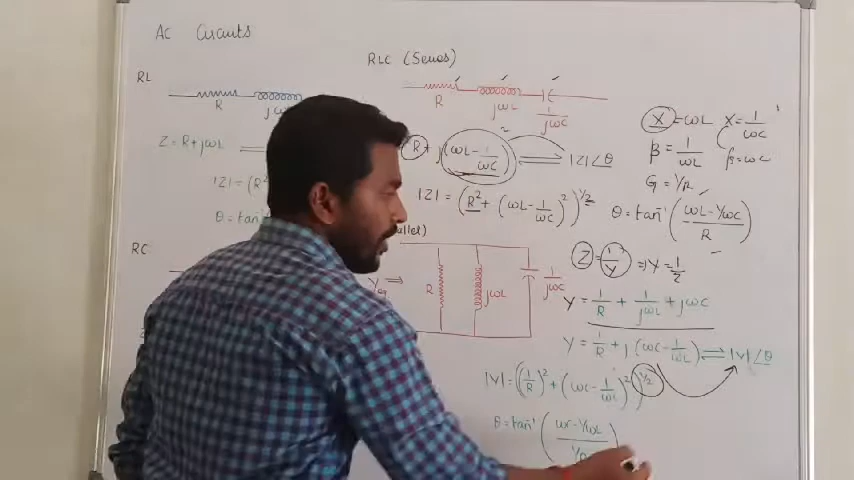 AC Circuits
RLC (Series)
RL
R
jω
R
jωL
1/jωC
Z = R+jωL
R + j(ωL - 1/ωC)
|Z|∠θ
X = ωL
X = 1/ωC
β = 1/ωL
β = ωC
G = 1/R
|Z| = (R²
|Z| = (R² + (ωL - 1/ωC)²)^1/2
θ = tan⁻¹
θ = tan⁻¹ (ωL - 1/ωC / R)
RC
Z = 1/Y
=> Y = 1/Z
R
jωL
1/jωC
Y = 1/R + 1/jωL + jωC
Y = 1/R + j(ωC - 1/ωL)
|Y|∠θ
|Y| = ((1/R)² + (ωC - 1/ωL)²)^1/2
θ = tan⁻¹ (ωC - 1/ωL / 1/R